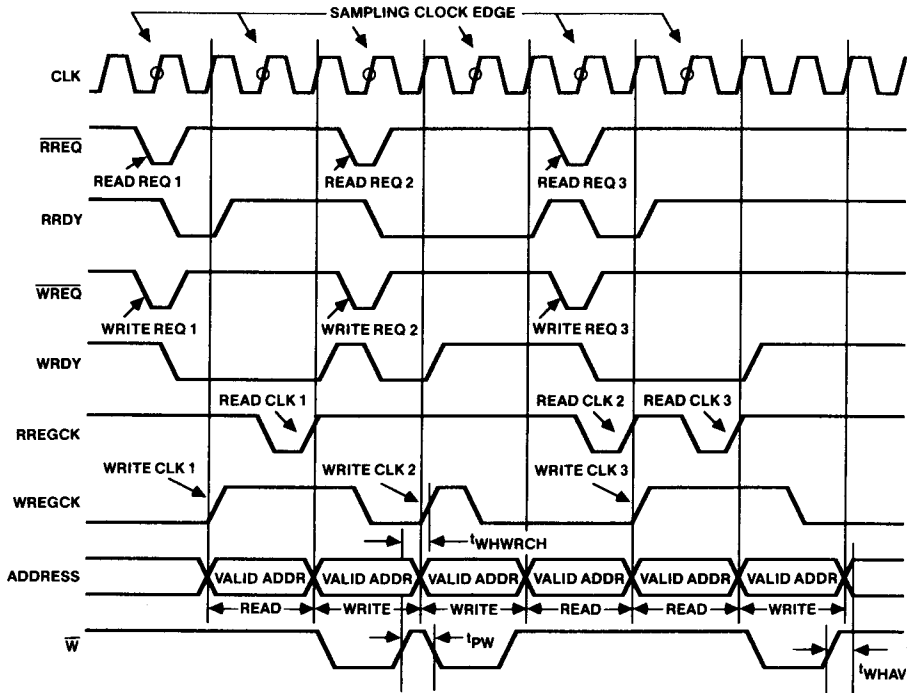 SAMPLING CLOCK EDGE
CLK
RREQ
READ REQ 1
READ REQ 2
READ REQ 3
RRDY
WREQ
WRITE REQ 1
WRITE REQ 2
WRITE REQ 3
WRDY
READ CLK 1
READ CLK 2
READ CLK 3
RREGCK
WRITE CLK 1
WRITE CLK 2
WRITE CLK 3
WREGCK
tWHWRCH
ADDRESS
VALID ADDR VALID ADDR VALID ADDR VALID ADDR VALID ADDR VALID ADDR
READ WRITE WRITE READ READ WRITE
W
tPW
tWHAV